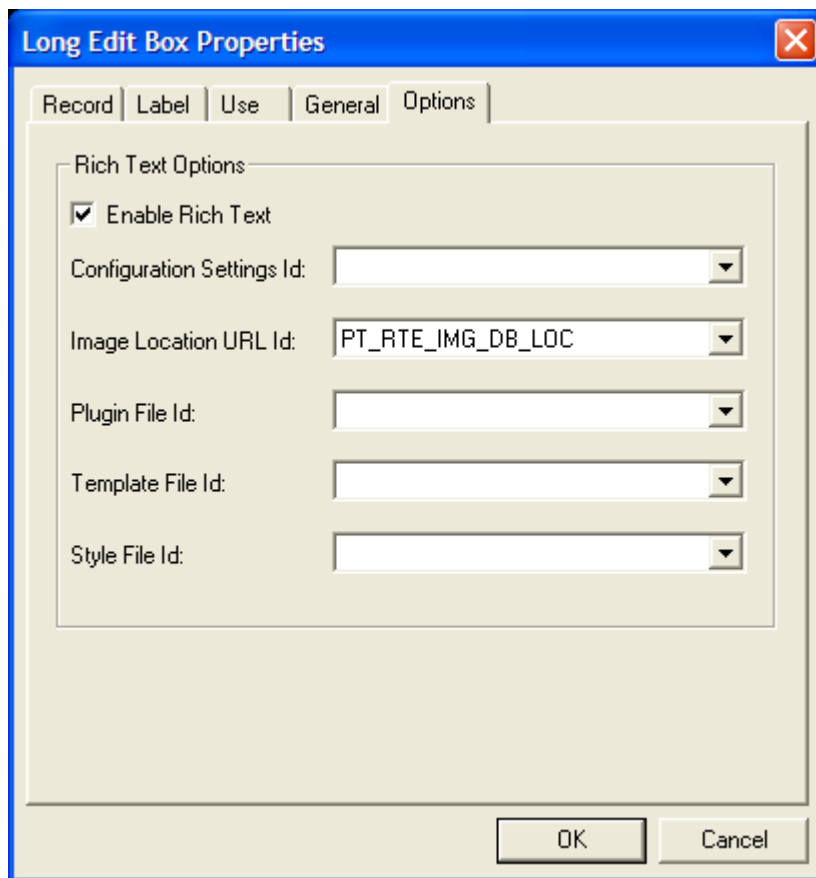 Long Edit Box Properties
Record Label Use General Options
Rich Text Options
Enable Rich Text
Configuration Settings Id:
Image Location URL Id: PT_RTE_IMG_DB_LOC
Plugin File Id:
Template File Id:
Style File Id:
OK Cancel